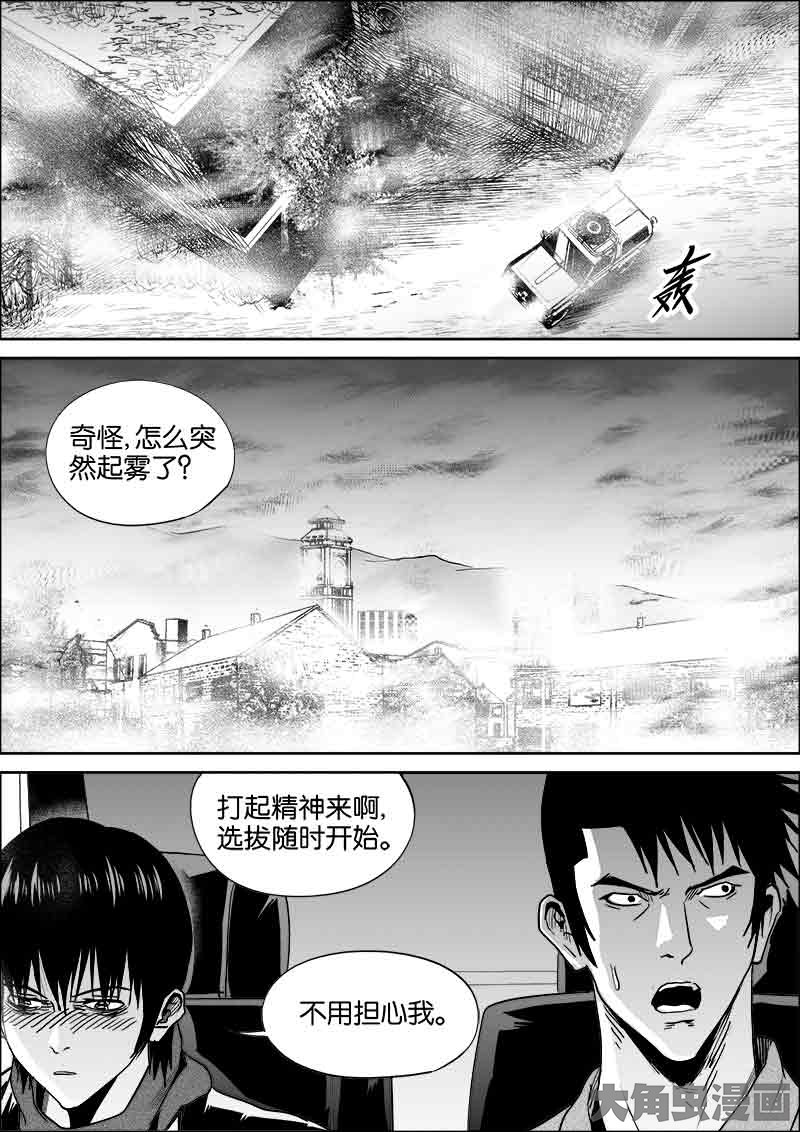 轰
奇怪,怎么突
然起雾了?
打起精神来啊,
选拔随时开始。
不用担心我。
大角虫漫画